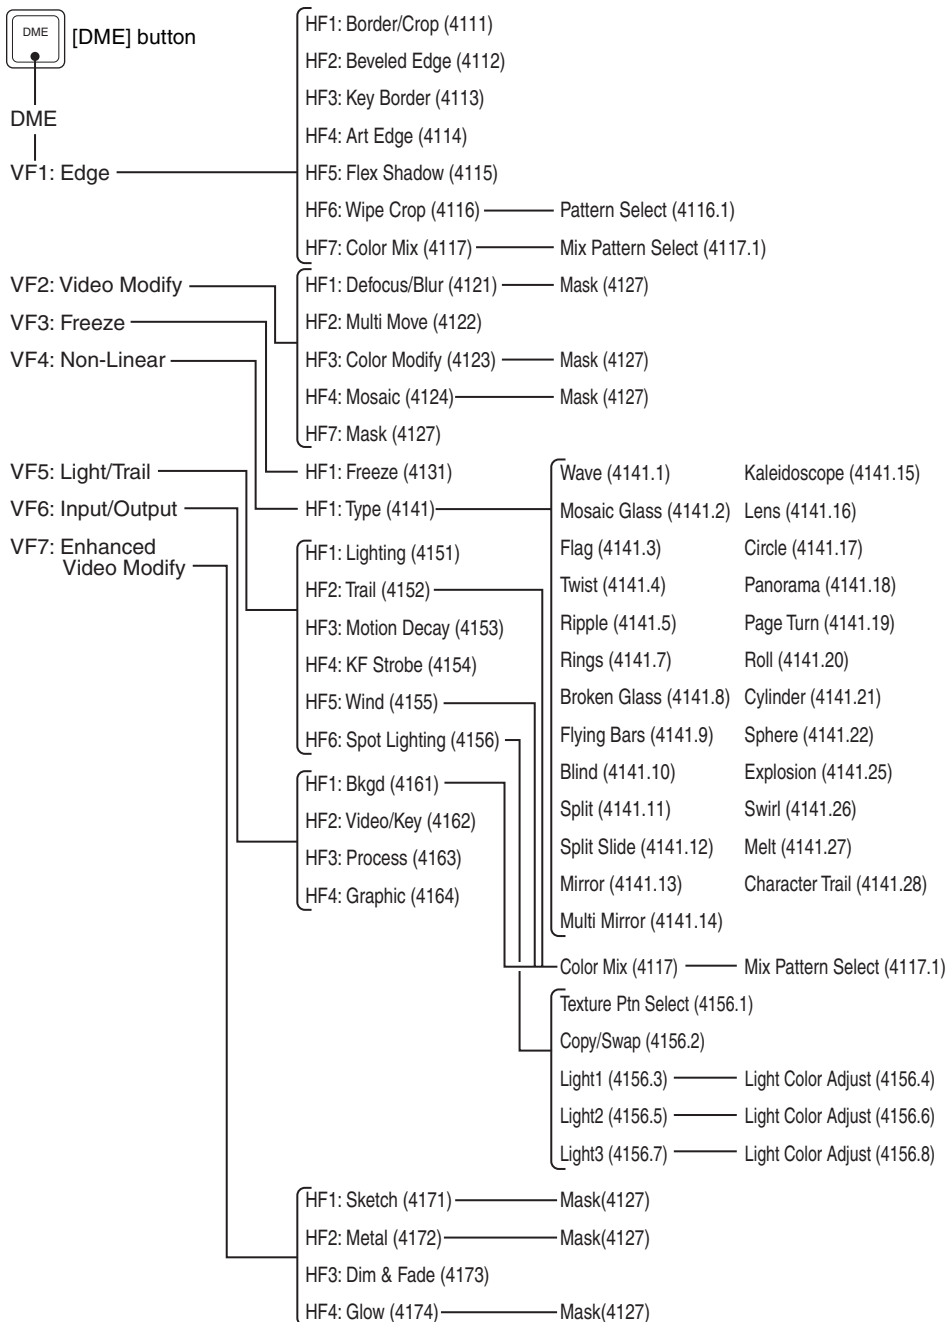 DME
[DME] button
DME
VF1: Edge
HF1: Border/Crop (4111)
HF2: Beveled Edge (4112)
HF3: Key Border (4113)
HF4: Art Edge (4114)
HF5: Flex Shadow (4115)
HF6: Wipe Crop (4116) Pattern Select (4116.1)
HF7: Color Mix (4117) Mix Pattern Select (4117.1)
VF2: Video Modify
HF1: Defocus/Blur (4121) Mask (4127)
HF2: Multi Move (4122)
HF3: Color Modify (4123) Mask (4127)
HF4: Mosaic (4124) Mask (4127)
HF7: Mask (4127)
VF3: Freeze
HF1: Freeze (4131)
VF4: Non-Linear
HF1: Type (4141)
Wave (4141.1)
Mosaic Glass (4141.2)
Flag (4141.3)
Twist (4141.4)
Ripple (4141.5)
Rings (4141.7)
Broken Glass (4141.8)
Flying Bars (4141.9)
Blind (4141.10)
Split (4141.11)
Split Slide (4141.12)
Mirror (4141.13)
Multi Mirror (4141.14)
Kaleidoscope (4141.15)
Lens (4141.16)
Circle (4141.17)
Panorama (4141.18)
Page Turn (4141.19)
Roll (4141.20)
Cylinder (4141.21)
Sphere (4141.22)
Explosion (4141.25)
Swirl (4141.26)
Melt (4141.27)
Character Trail (4141.28)
VF5: Light/Trail
HF1: Lighting (4151)
HF2: Trail (4152)
HF3: Motion Decay (4153)
HF4: KF Strobe (4154)
HF5: Wind (4155)
HF6: Spot Lighting (4156)
VF6: Input/Output
HF1: Bkgd (4161)
HF2: Video/Key (4162)
HF3: Process (4163)
HF4: Graphic (4164)
Color Mix (4117) Mix Pattern Select (4117.1)
Texture Ptn Select (4156.1)
Copy/Swap (4156.2)
Light1 (4156.3) Light Color Adjust (4156.4)
Light2 (4156.5) Light Color Adjust (4156.6)
Light3 (4156.7) Light Color Adjust (4156.8)
VF7: Enhanced
Video Modify
HF1: Sketch (4171) Mask(4127)
HF2: Metal (4172) Mask(4127)
HF3: Dim & Fade (4173)
HF4: Glow (4174) Mask(4127)